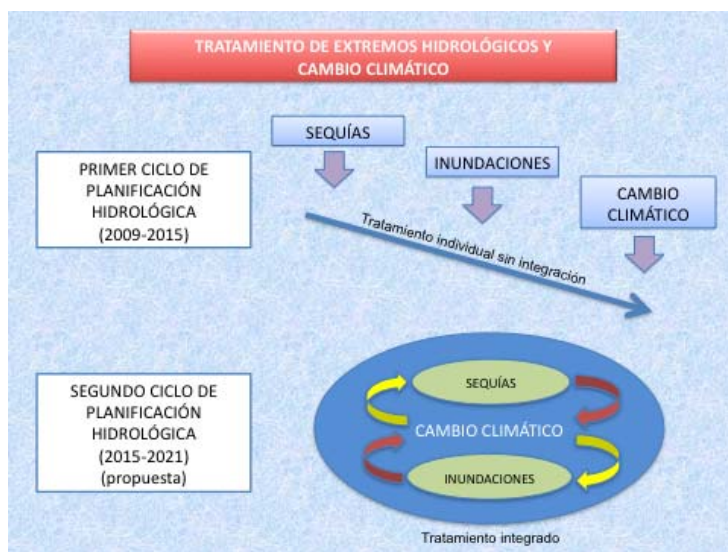 TRATAMIENTO DE EXTREMOS HIDROLÓGICOS Y
CAMBIO CLIMÁTICO
PRIMER CICLO DE
PLANIFICACIÓN
HIDROLÓGICA
(2009-2015)
SEQUÍAS
INUNDACIONES
CAMBIO
CLIMÁTICO
Tratamiento individual sin integración
SEGUNDO CICLO DE
PLANIFICACIÓN
HIDROLÓGICA
(2015-2021)
(propuesta)
SEQUÍAS
CAMBIO CLIMÁTICO
INUNDACIONES
Tratamiento integrado